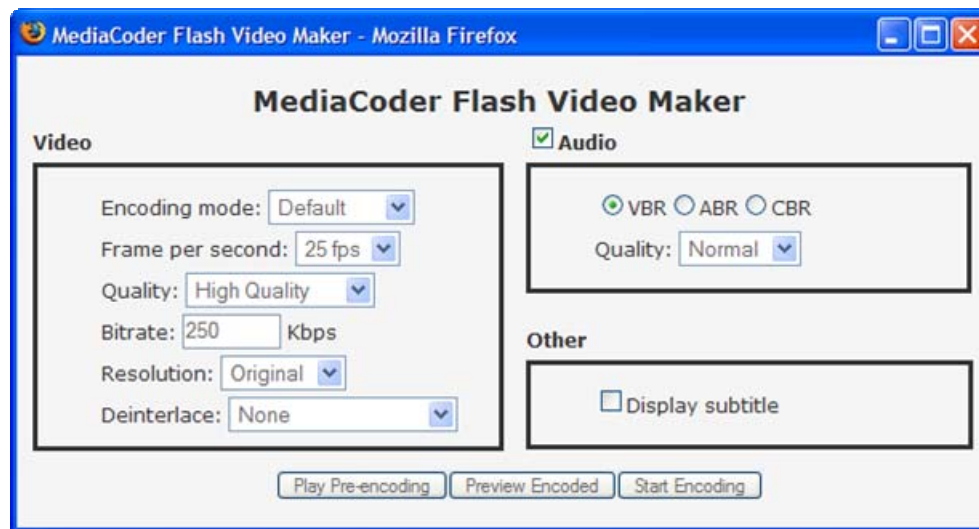 MediaCoder Flash Video Maker - Mozilla Firefox
MediaCoder Flash Video Maker
Video
Encoding mode: Default
Frame per second: 25 fps
Quality: High Quality
Bitrate: 250 Kbps
Resolution: Original
Deinterlace: None
Audio
VBR ABR CBR
Quality: Normal
Other
Display subtitle
Play Pre-encoding Preview Encoded Start Encoding